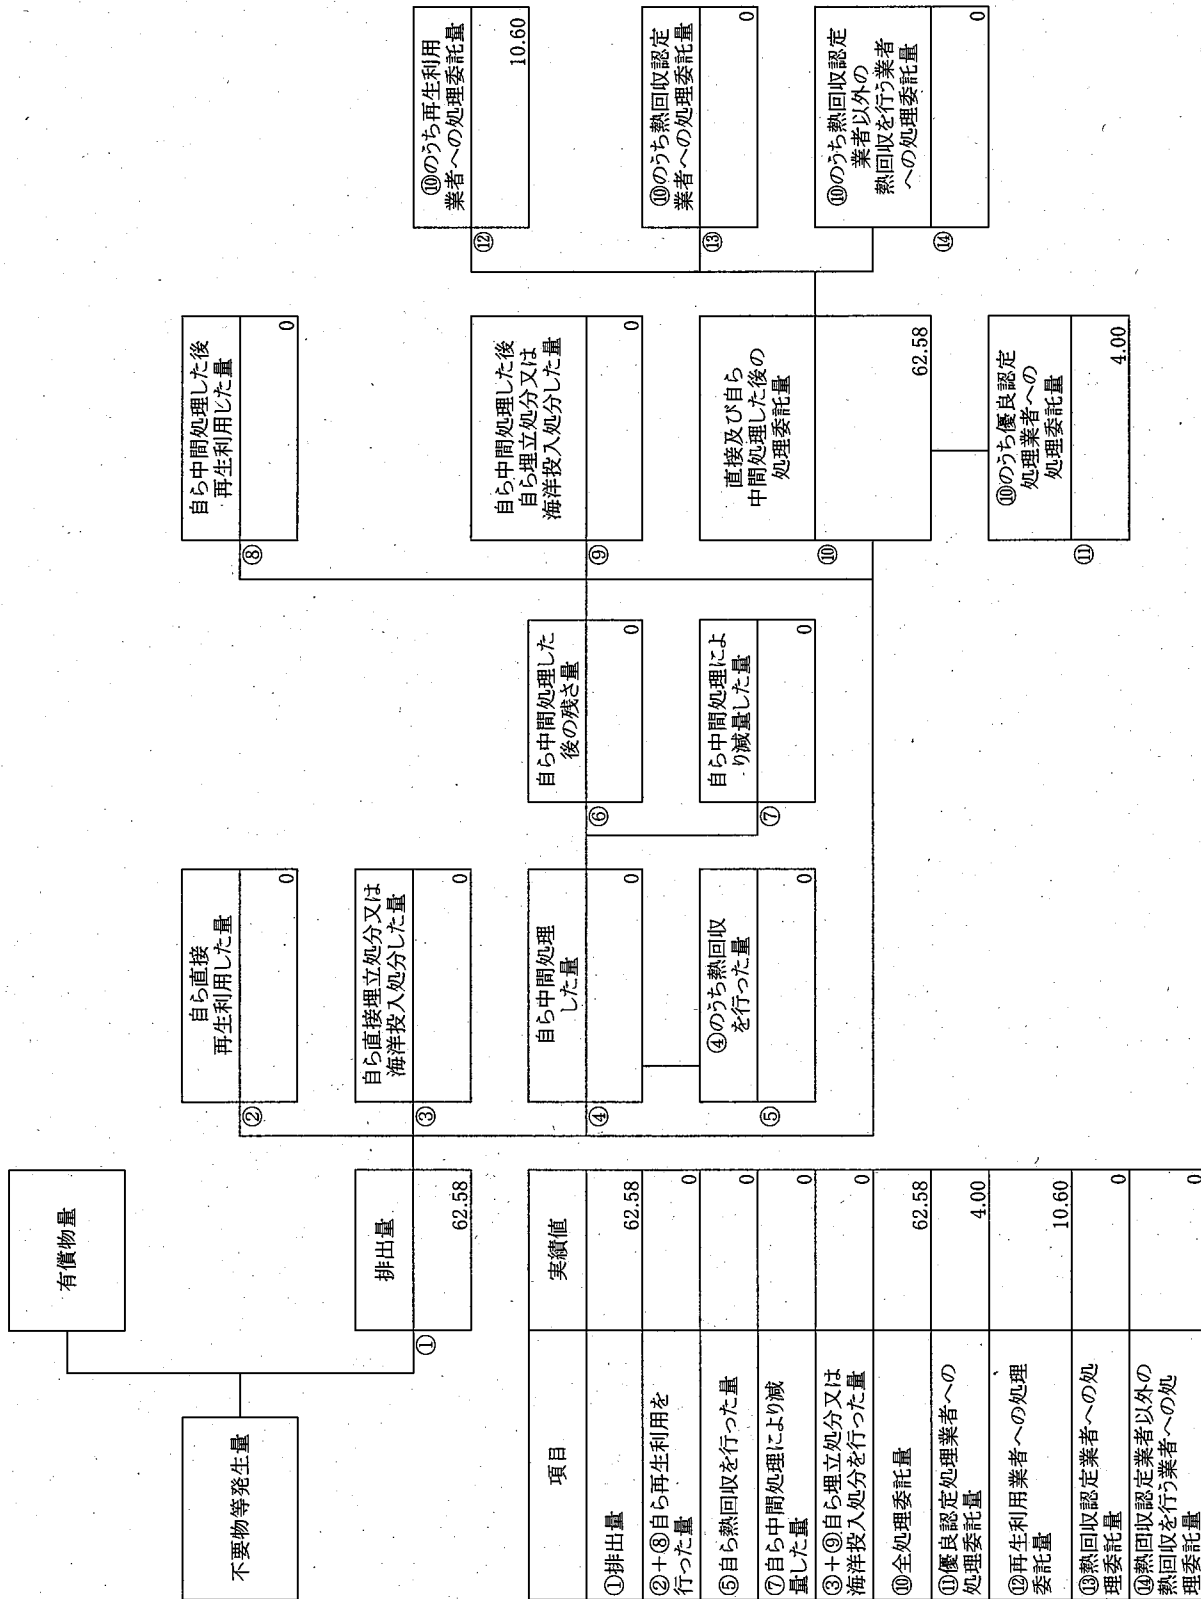 不要物等発生量
有償物量
①
排出量
62.58
②
自ら直接
再生利用した量
0
③
自ら直接埋立処分又は
海洋投入処分した量
0
④
自ら中間処理
した量
0
⑤
④のうち熱回収
を行った量
0
⑥
自ら中間処理した
後の残さ量
0
⑦
自ら中間処理によ
り減量した量
0
⑧
自ら中間処理した後
再生利用した量
0
⑨
自ら中間処理した後
自ら埋立処分又は
海洋投入処分した量
0
⑩
直接及び自ら
中間処理した後の
処理委託量
62.58
⑪
⑩のうち優良認定
処理業者への
処理委託量
4.00
⑫
⑩のうち再生利用
業者への処理委託量
10.60
⑬
⑩のうち熱回収認定
業者への処理委託量
0
⑭
⑩のうち熱回収認定
業者以外の
熱回収を行う業者
への処理委託量
0
項目 実績値
①排出量 62.58
②+⑧自ら再生利用を
行った量 0
⑤自ら熱回収を行った量 0
⑦自ら中間処理により減
量した量 0
③+⑨自ら埋立処分又は
海洋投入処分を行った量 0
⑩全処理委託量 62.58
⑪優良認定処理業者への
処理委託量 4.00
⑫再生利用業者への処理
委託量 10.60
⑬熱回収認定業者への処
理委託量 0
⑭熱回収認定業者以外の
熱回収を行う業者への処
理委託量 0